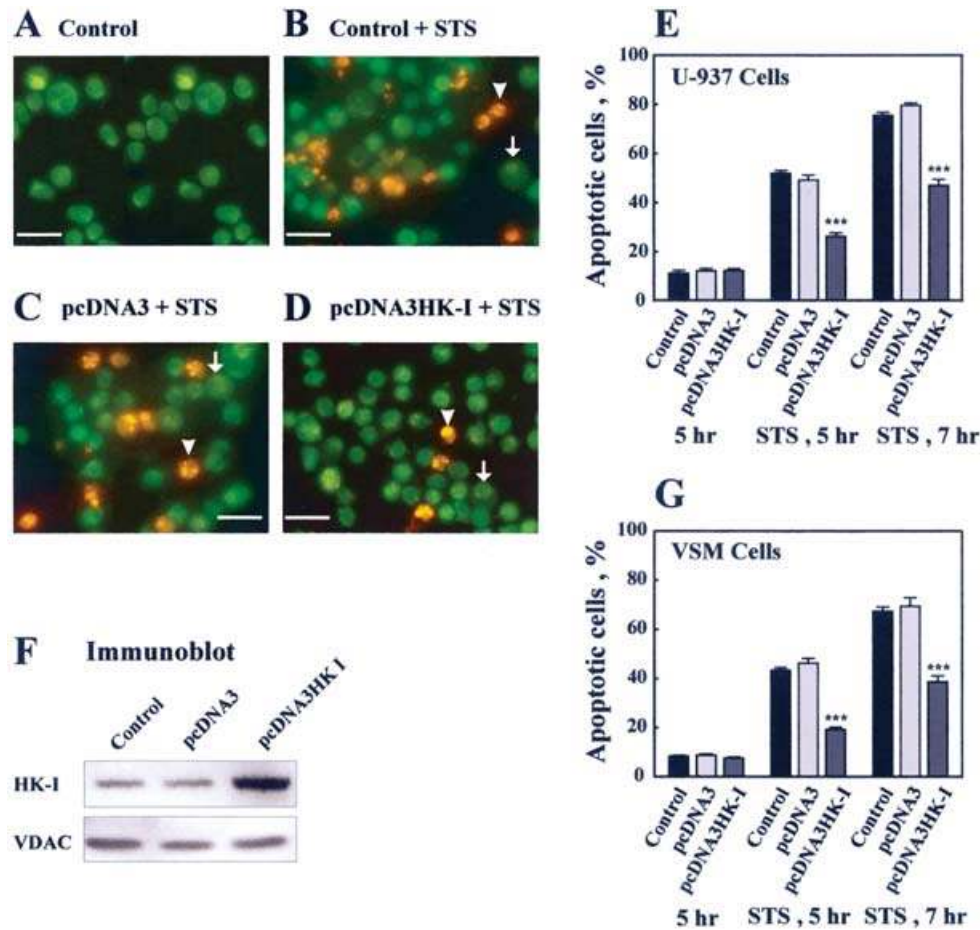 A Control
B Control + STS
C pcDNA3 + STS
D pcDNA3HK-I + STS
E
U-937 Cells
Apoptotic cells , %
100
80
60
40
20
0
***
***
Control
pcDNA3
pcDNA3HK-I
Control
pcDNA3
pcDNA3HK-I
Control
pcDNA3
pcDNA3HK-I
5 hr
STS , 5 hr
STS , 7 hr
F Immunoblot
Control
pcDNA3
pcDNA3HK I
HK-I
VDAC
G
VSM Cells
Apoptotic cells , %
100
80
60
40
20
0
***
***
Control
pcDNA3
pcDNA3HK-I
Control
pcDNA3
pcDNA3HK-I
Control
pcDNA3
pcDNA3HK-I
5 hr
STS , 5 hr
STS , 7 hr